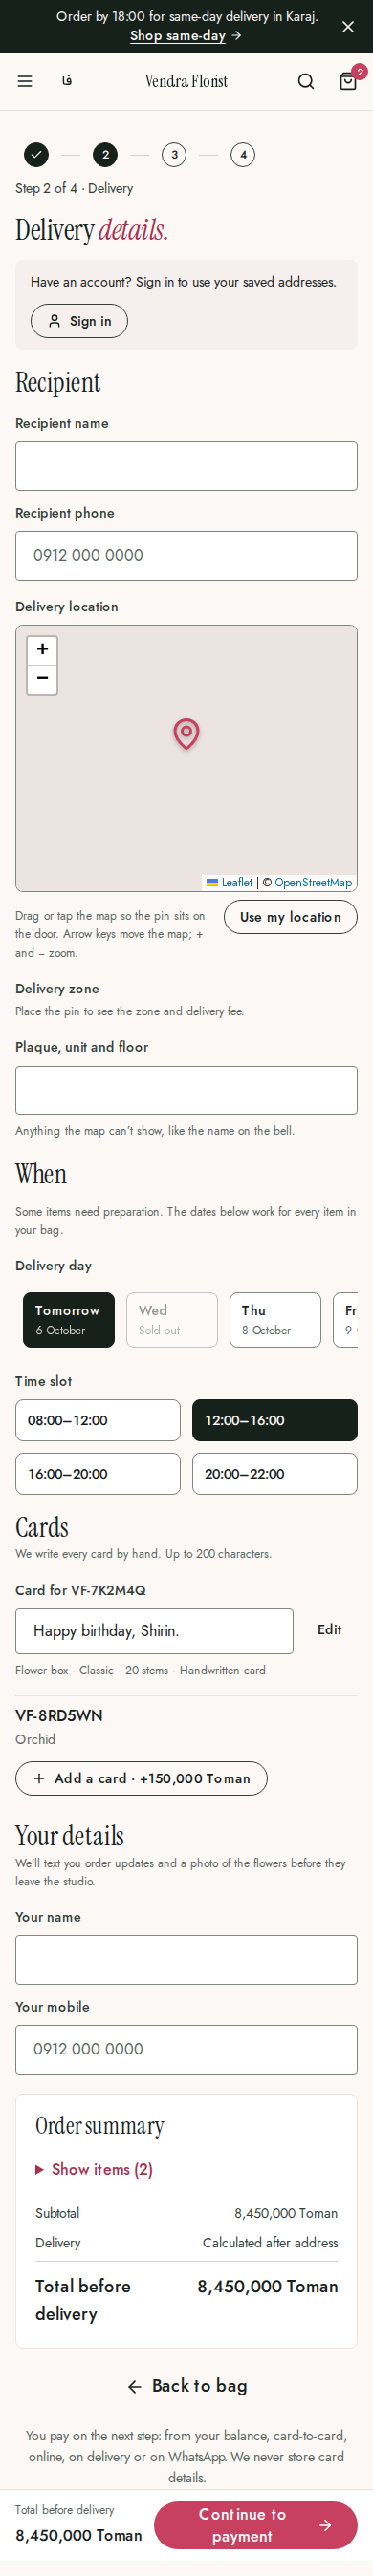 Order by 18:00 for same-day delivery in Karaj.
Shop same-day →
فا
Vendra Florist
2
2
3
4
Step 2 of 4 · Delivery
Delivery details.
Have an account? Sign in to use your saved addresses.
Sign in
Recipient
Recipient name
Recipient phone
0912 000 0000
Delivery location
+
−
Leaflet | © OpenStreetMap
Drag or tap the map so the pin sits on
the door. Arrow keys move the map; +
and − zoom.
Use my location
Delivery zone
Place the pin to see the zone and delivery fee.
Plaque, unit and floor
Anything the map can’t show, like the name on the bell.
When
Some items need preparation. The dates below work for every item in
your bag.
Delivery day
Tomorrow
6 October
Wed
Sold out
Thu
8 October
Fr
9
Time slot
08:00–12:00
12:00–16:00
16:00–20:00
20:00–22:00
Cards
We write every card by hand. Up to 200 characters.
Card for VF-7K2M4Q
Happy birthday, Shirin.
Edit
Flower box · Classic · 20 stems · Handwritten card
VF-8RD5WN
Orchid
+ Add a card · +150,000 Toman
Your details
We’ll text you order updates and a photo of the flowers before they
leave the studio.
Your name
Your mobile
0912 000 0000
Order summary
Show items (2)
Subtotal 8,450,000 Toman
Delivery Calculated after address
Total before
delivery
8,450,000 Toman
← Back to bag
You pay on the next step: from your balance, card-to-card,
online, on delivery or on WhatsApp. We never store card
details.
Total before delivery
8,450,000 Toman
Continue to
payment →